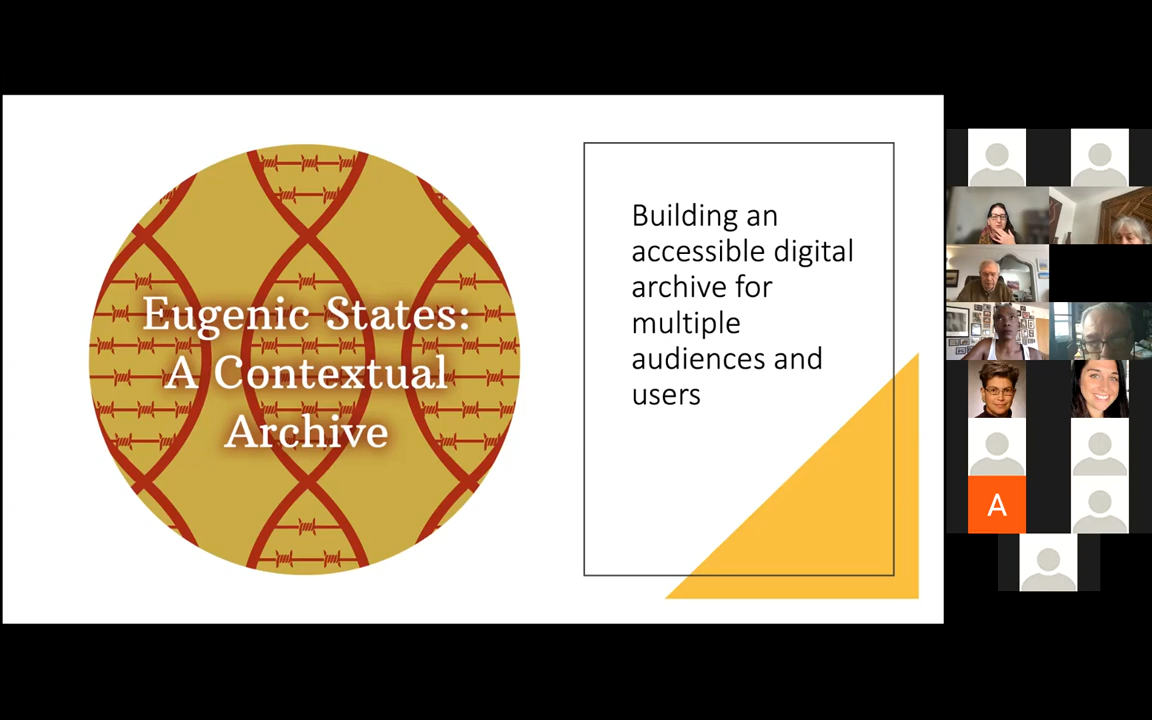 Eugenic States:
A Contextual
Archive
Building an
accessible digital
archive for
multiple
audiences and
users
A